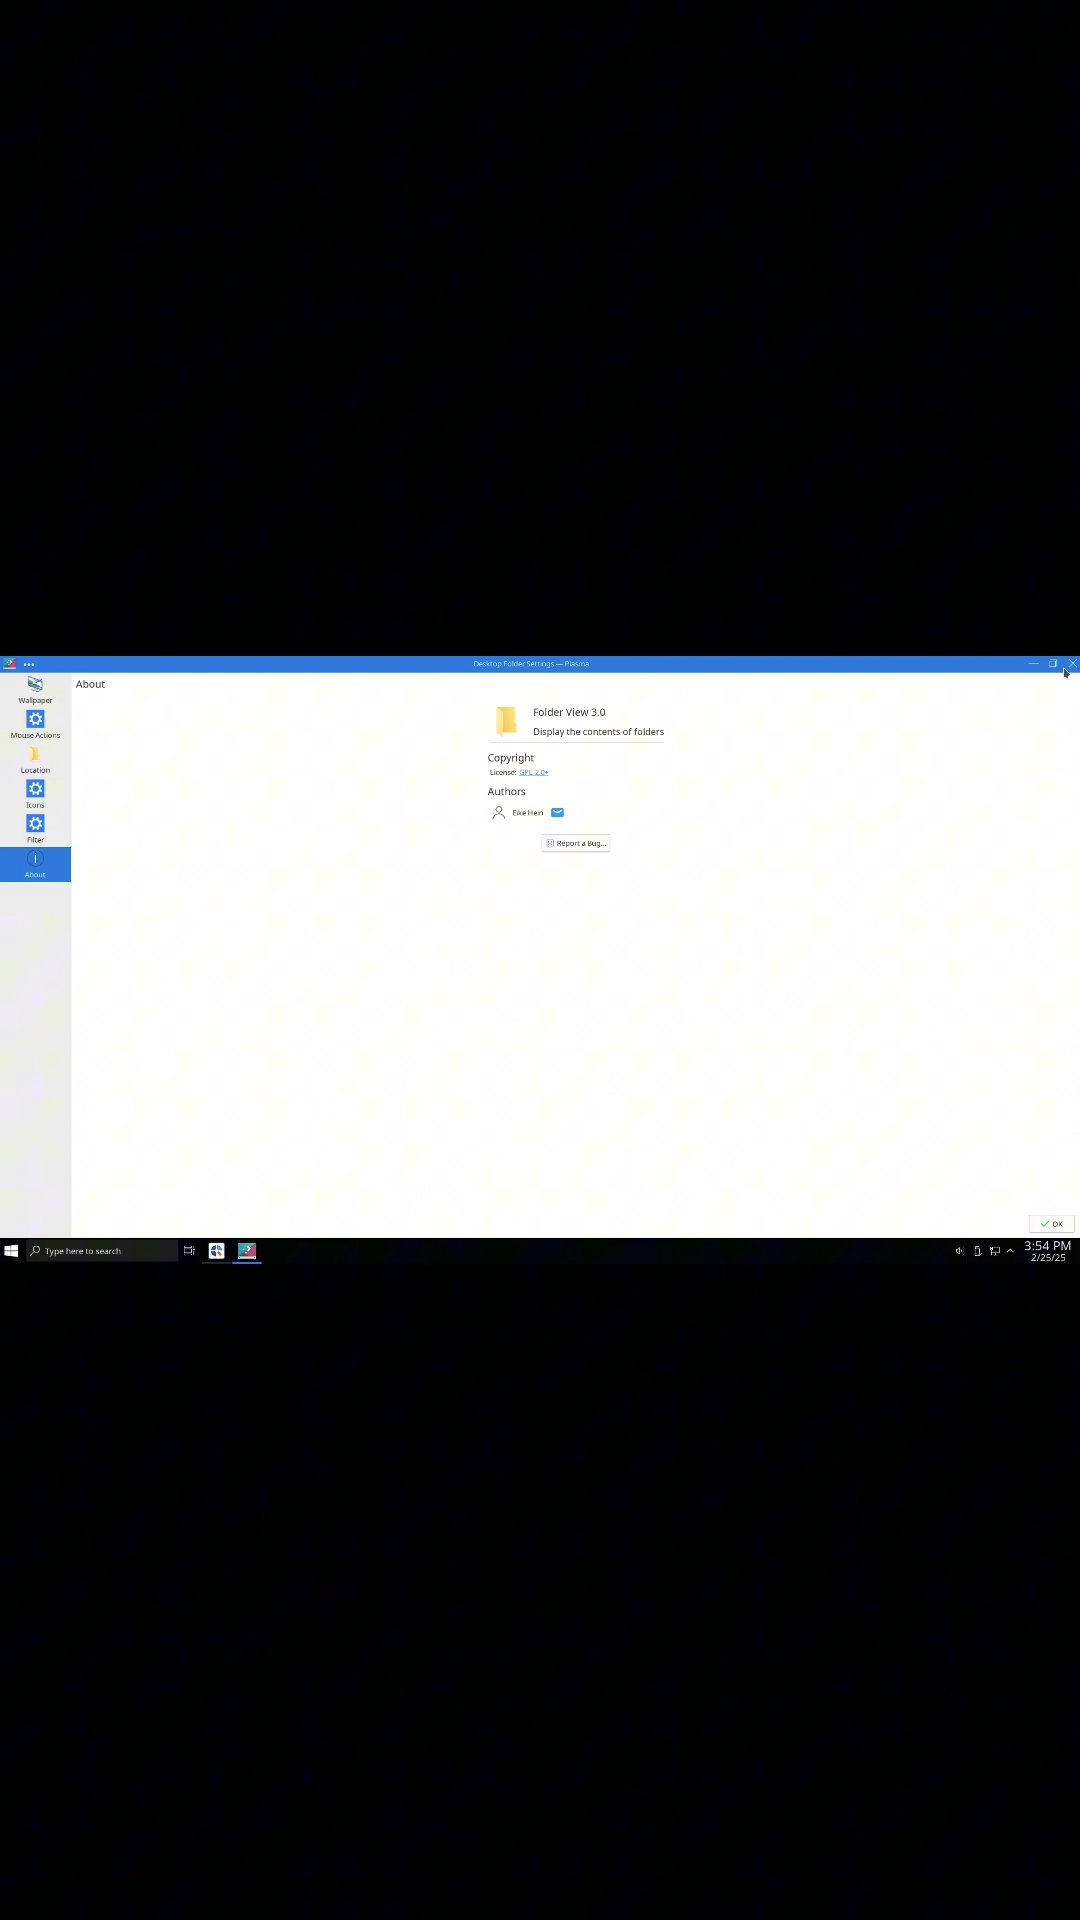 Desktop Folder Settings — Plasma
Wallpaper
Mouse Actions
Location
Icons
Filter
About
About
Folder View 3.0
Display the contents of folders
Copyright
License: GPL 2.0+
Authors
Eike Hein
Report a Bug...
OK
Type here to search
3:54 PM
2/25/25